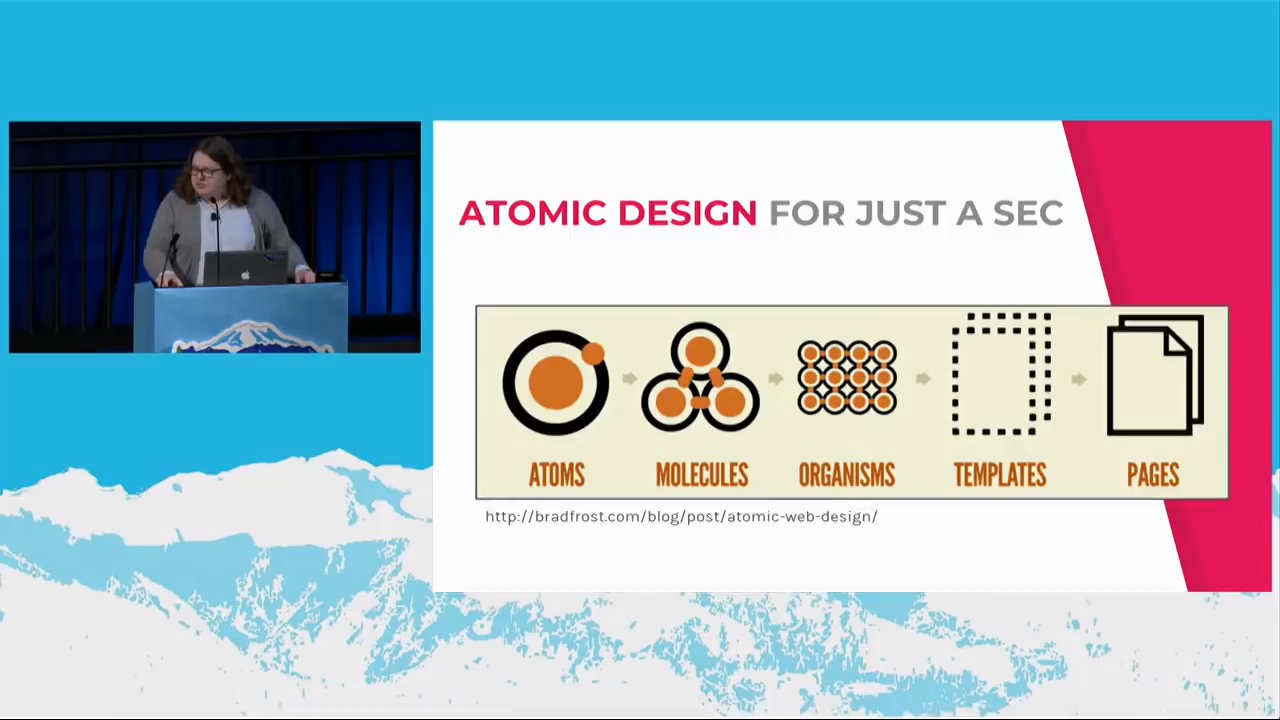 ATOMIC DESIGN FOR JUST A SEC
ATOMS MOLECULES ORGANISMS TEMPLATES PAGES
http://bradfrost.com/blog/post/atomic-web-design/